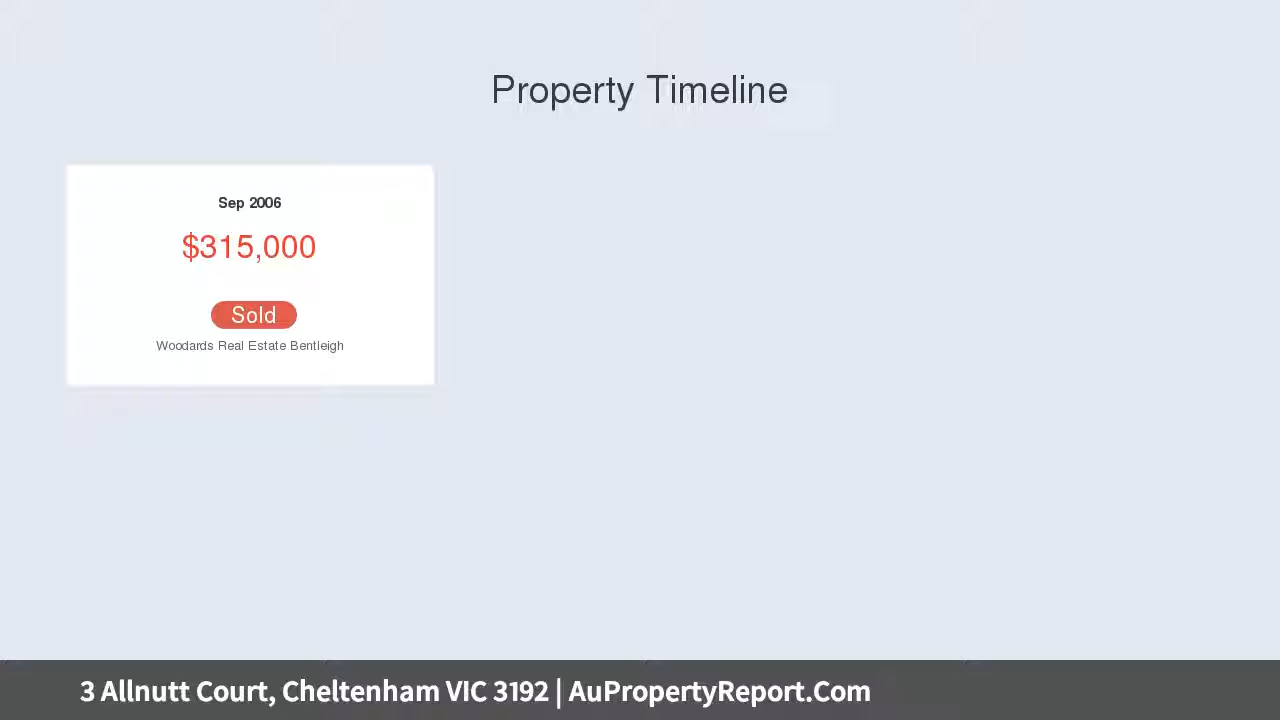 Property Timeline
Sep 2006
$315,000
Sold
Woodards Real Estate Bentleigh
3 Allnutt Court, Cheltenham VIC 3192 | AuPropertyReport.Com